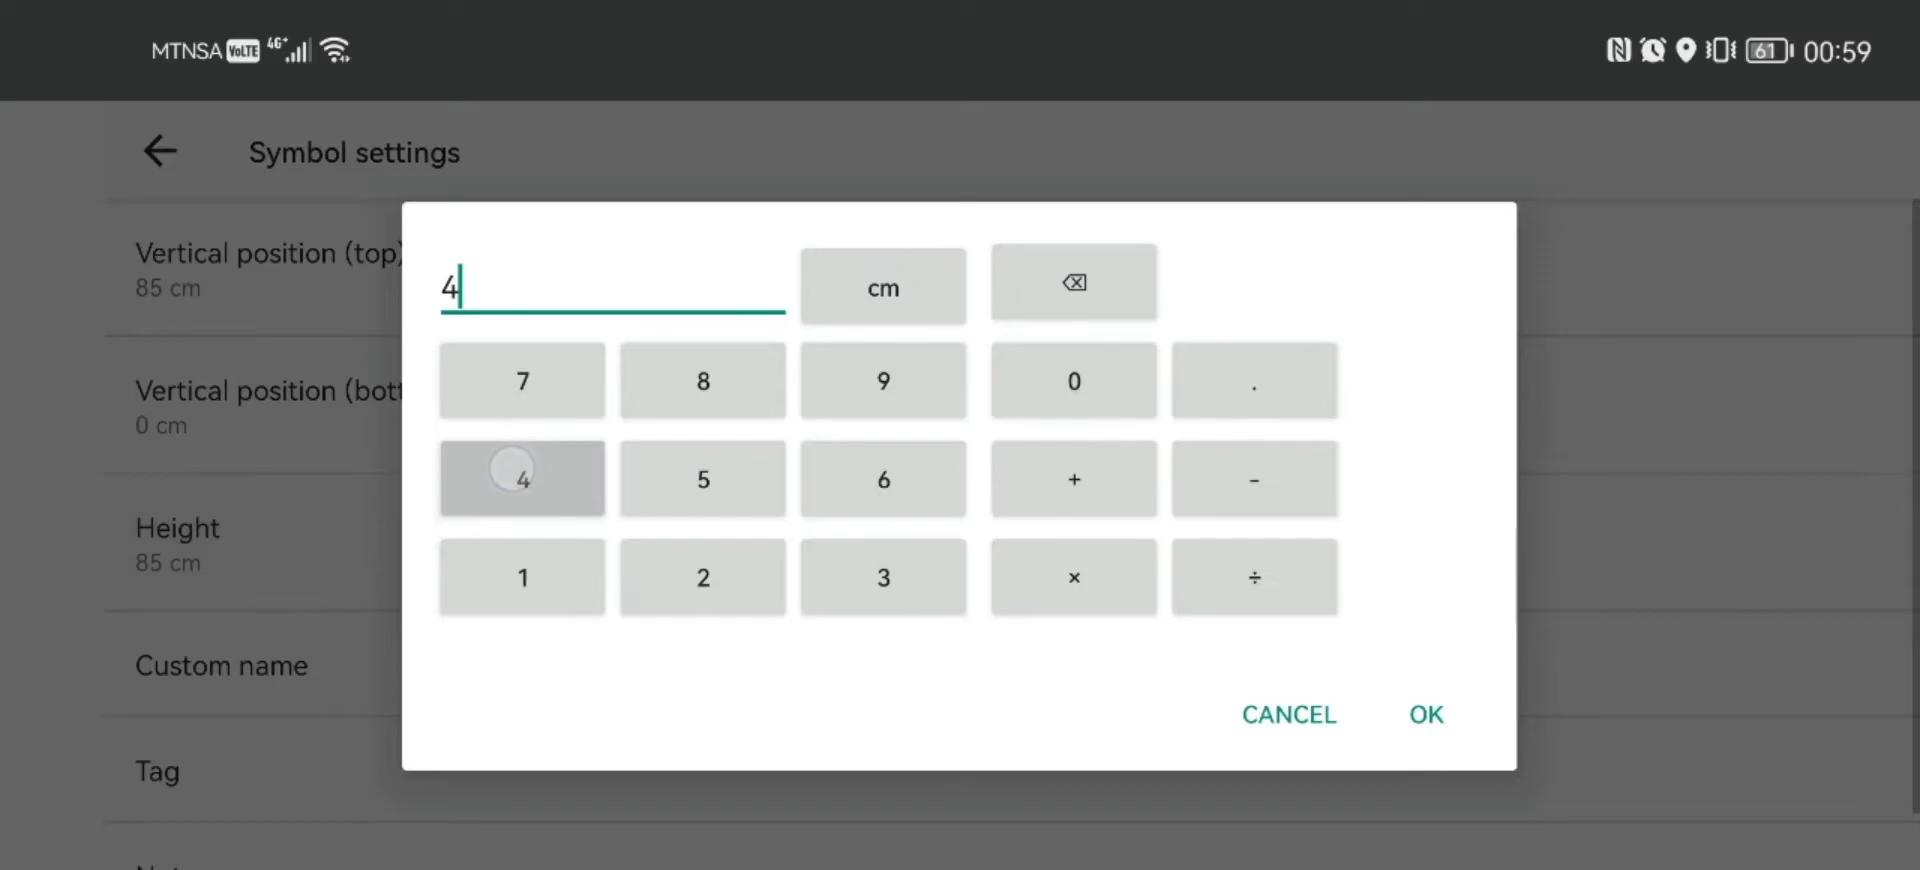 MTNSA VoLTE 4G+ 61 00:59
Symbol settings
Vertical position (top)
85 cm
Vertical position (bott
0 cm
Height
85 cm
Custom name
Tag
4
cm
7 8 9 0 .
4 5 6 + -
1 2 3 × ÷
CANCEL OK